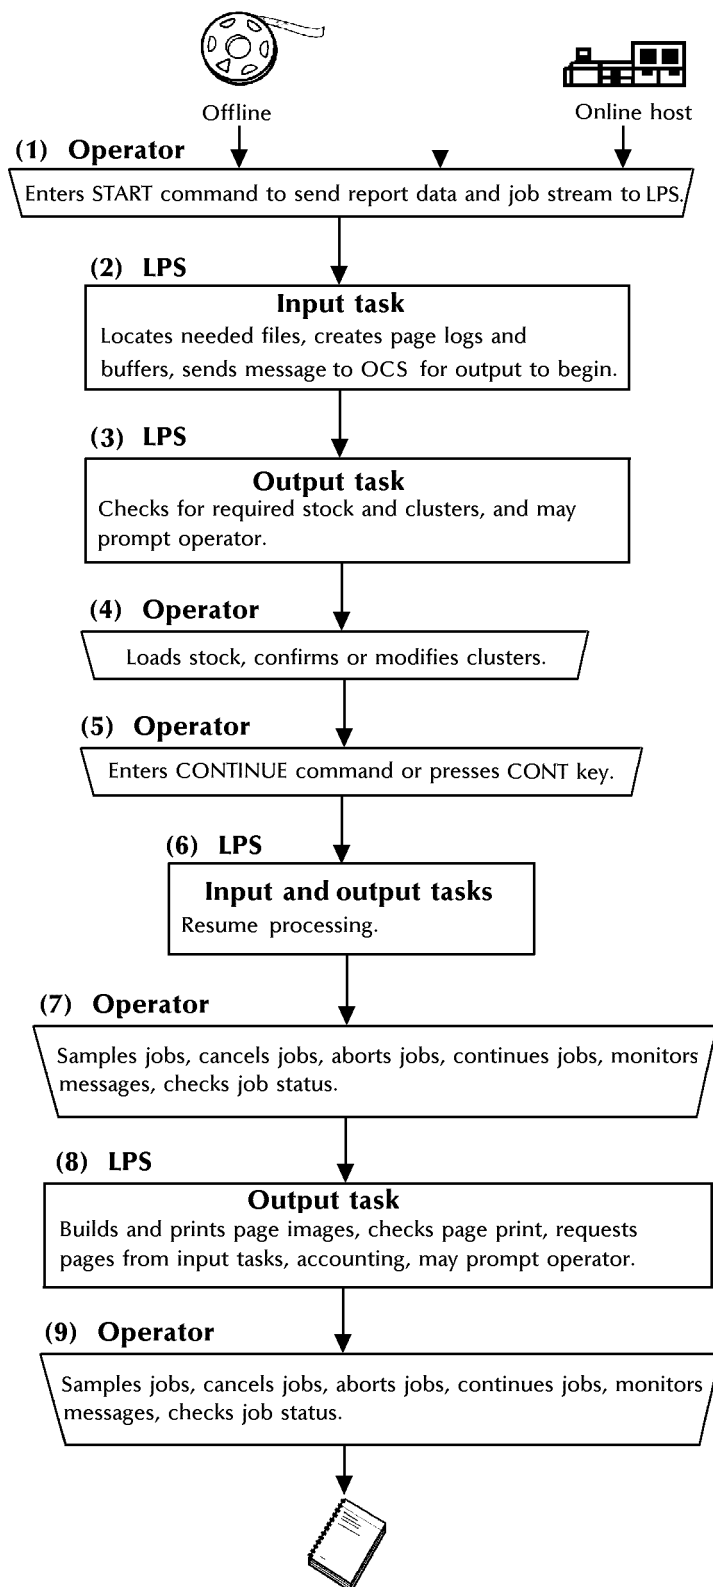 Offline
Online host
(1) Operator
Enters START command to send report data and job stream to LPS.
(2) LPS
Input task
Locates needed files, creates page logs and
buffers, sends message to OCS for output to begin.
(3) LPS
Output task
Checks for required stock and clusters, and may
prompt operator.
(4) Operator
Loads stock, confirms or modifies clusters.
(5) Operator
Enters CONTINUE command or presses CONT key.
(6) LPS
Input and output tasks
Resume processing.
(7) Operator
Samples jobs, cancels jobs, aborts jobs, continues jobs, monitors
messages, checks job status.
(8) LPS
Output task
Builds and prints page images, checks page print, requests
pages from input tasks, accounting, may prompt operator.
(9) Operator
Samples jobs, cancels jobs, aborts jobs, continues jobs, monitors
messages, checks job status.